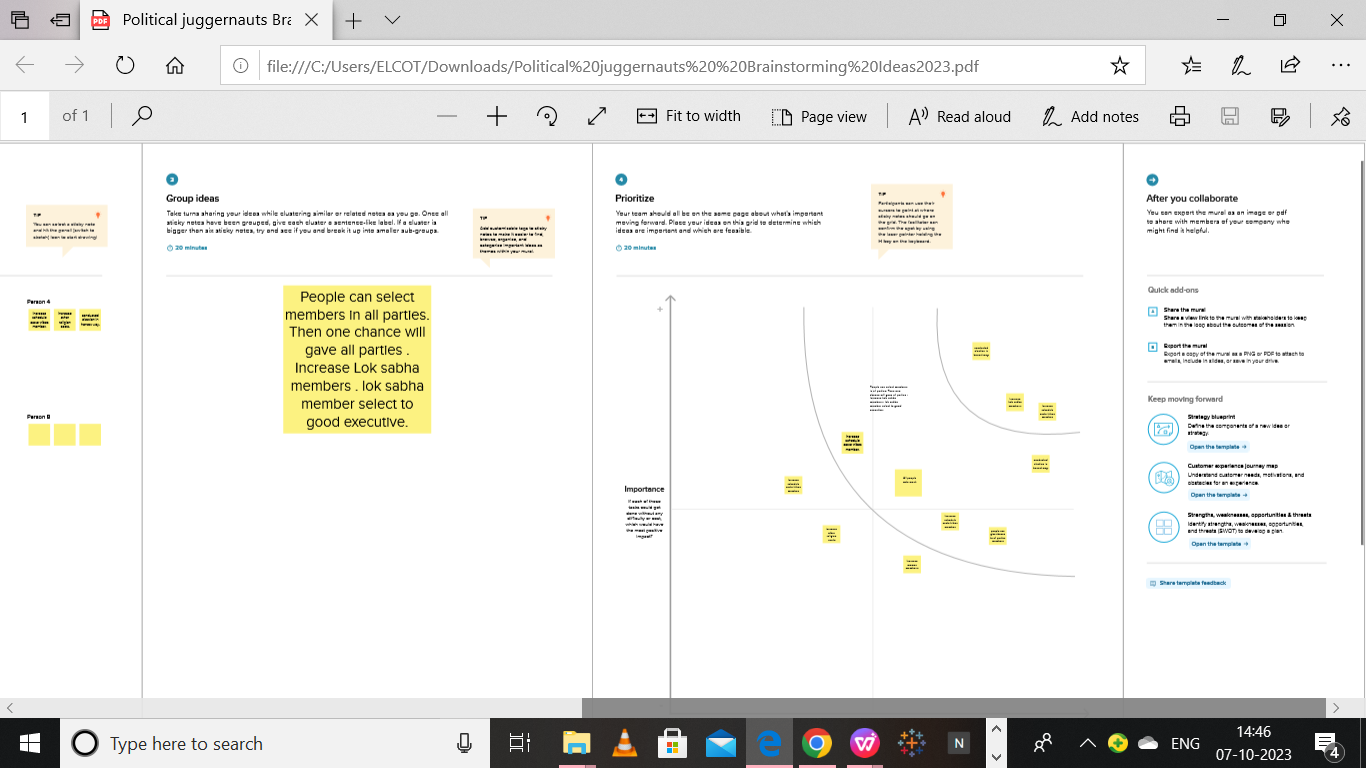 Political juggernauts Bra
file:///C:/Users/ELCOT/Downloads/Political%20juggernauts%20%20Brainstorming%20Ideas2023.pdf
1
of 1
Fit to width
Page view
Read aloud
Add notes
TIP
You can select a sticky note
and hit the pencil [switch to
sketch] icon to start drawing!
Person 4
increase
schedule
caste tribes
member
increase
other
religion
seats.
conducted
election in
honest way.
Person 8
3
Group ideas
Take turns sharing your ideas while clustering similar or related notes as you go. Once all
sticky notes have been grouped, give each cluster a sentence-like label. If a cluster is
bigger than six sticky notes, try and see if you and break it up into smaller sub-groups.
20 minutes
TIP
Add customizable tags to sticky
notes to make it easier to find,
browse, organize, and
categorize important ideas as
themes within your mural.
People can select
members in all parties.
Then one chance will
gave all parties .
Increase Lok sabha
members . lok sabha
member select to
good executive.
4
Prioritize
Your team should all be on the same page about what's important
moving forward. Place your ideas on this grid to determine which
ideas are important and which are feasible.
20 minutes
TIP
Participants can use their
cursors to point at where
sticky notes should go on
the grid. The facilitator can
confirm the spot by using
the laser pointer holding the
H key on the keyboard.
Importance
If each of these
tasks could get
done without any
difficulty or cost,
which would have
the most positive
impact?
After you collaborate
You can export the mural as an image or pdf
to share with members of your company who
might find it helpful.
Quick add-ons
A
Share the mural
Share a view link to the mural with stakeholders to keep
them in the loop about the outcomes of the session.
B
Export the mural
Export a copy of the mural as a PNG or PDF to attach to
emails, include in slides, or save in your drive.
Keep moving forward
Strategy blueprint
Define the components of a new idea or
strategy.
Open the template
Customer experience journey map
Understand customer needs, motivations, and
obstacles for an experience.
Open the template
Strengths, weaknesses, opportunities & threats
Identify strengths, weaknesses, opportunities,
and threats (SWOT) to develop a plan.
Open the template
Share template feedback
Type here to search
ENG
14:46
07-10-2023
4